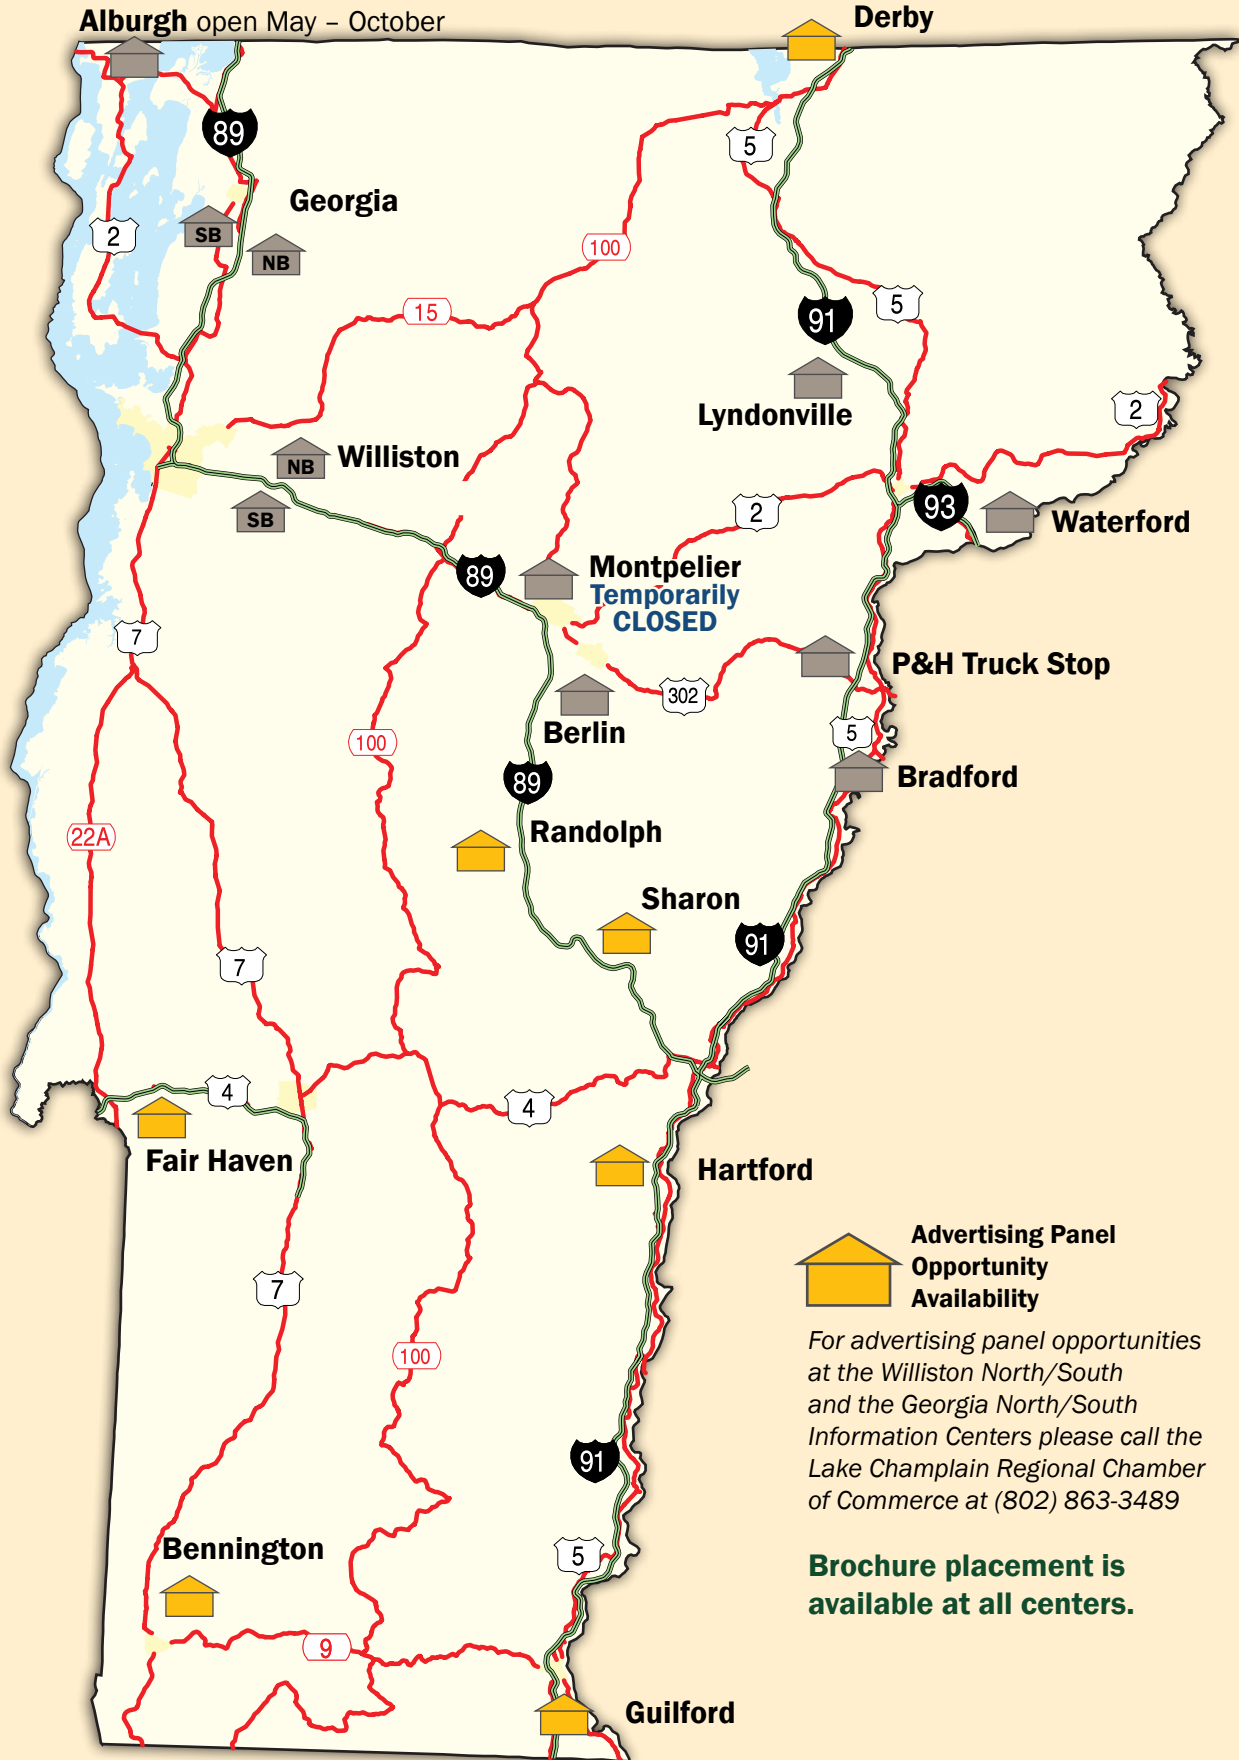 Alburgh open May – October
Derby
89
5
Georgia
SB
2
NB
100
15
91
5
2
Lyndonville
NB
Williston
SB
2
93
Waterford
89
Montpelier
Temporarily
CLOSED
7
P&H Truck Stop
302
5
Berlin
100
89
Bradford
22A
Randolph
Sharon
91
7
4
4
Fair Haven
Hartford
7
Advertising Panel
Opportunity
Availability
For advertising panel opportunities
at the Williston North/South
and the Georgia North/South
Information Centers please call the
Lake Champlain Regional Chamber
of Commerce at (802) 863-3489
100
91
Bennington
5
Brochure placement is
available at all centers.
9
Guilford